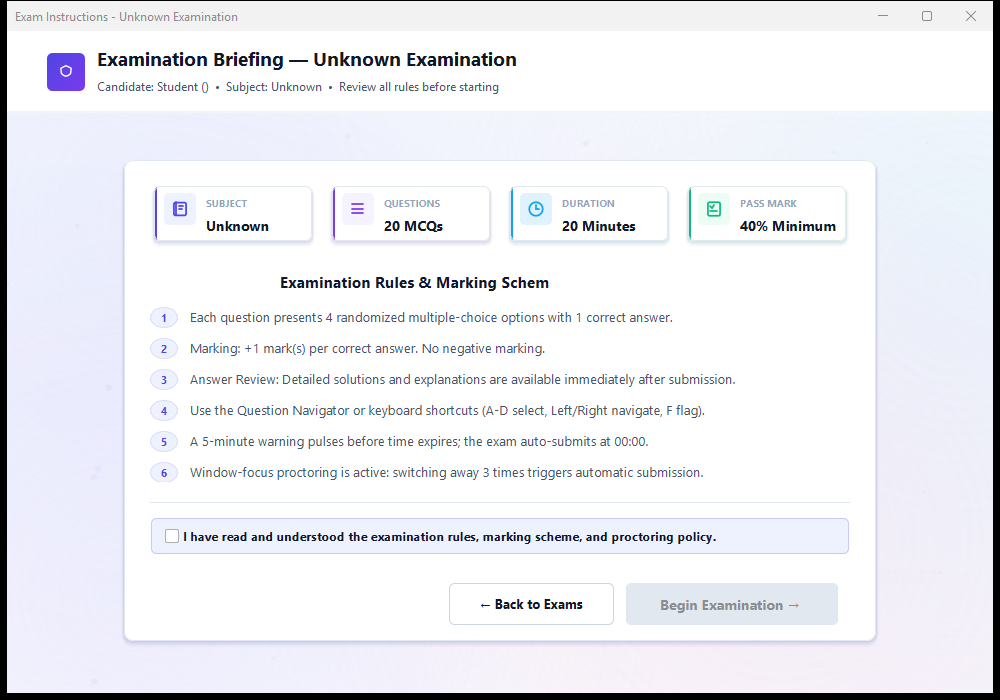 Exam Instructions - Unknown Examination
Examination Briefing — Unknown Examination
Candidate: Student () • Subject: Unknown • Review all rules before starting
SUBJECT
Unknown
QUESTIONS
20 MCQs
DURATION
20 Minutes
PASS MARK
40% Minimum
Examination Rules & Marking Schem
1 Each question presents 4 randomized multiple-choice options with 1 correct answer.
2 Marking: +1 mark(s) per correct answer. No negative marking.
3 Answer Review: Detailed solutions and explanations are available immediately after submission.
4 Use the Question Navigator or keyboard shortcuts (A-D select, Left/Right navigate, F flag).
5 A 5-minute warning pulses before time expires; the exam auto-submits at 00:00.
6 Window-focus proctoring is active: switching away 3 times triggers automatic submission.
I have read and understood the examination rules, marking scheme, and proctoring policy.
← Back to Exams
Begin Examination →